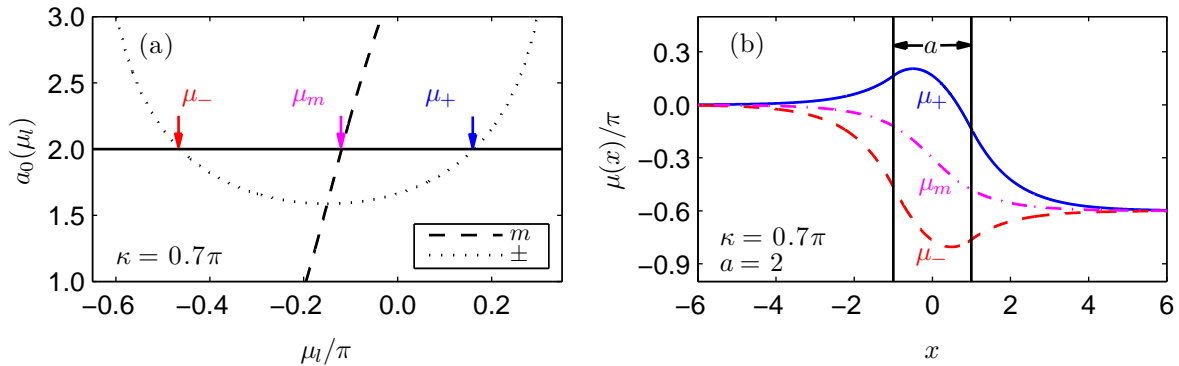 (a)
3.0
2.5
2.0
1.5
1.0
a₀(μₗ)
μ₋
μₘ
μ₊
κ = 0.7π
m
±
−0.6 −0.4 −0.2 0.0 0.2
μₗ/π
(b)
0.3
0.0
−0.3
−0.6
−0.9
μ(x)/π
a
μ₊
μₘ
μ₋
κ = 0.7π
a = 2
−6 −4 −2 0 2 4 6
x